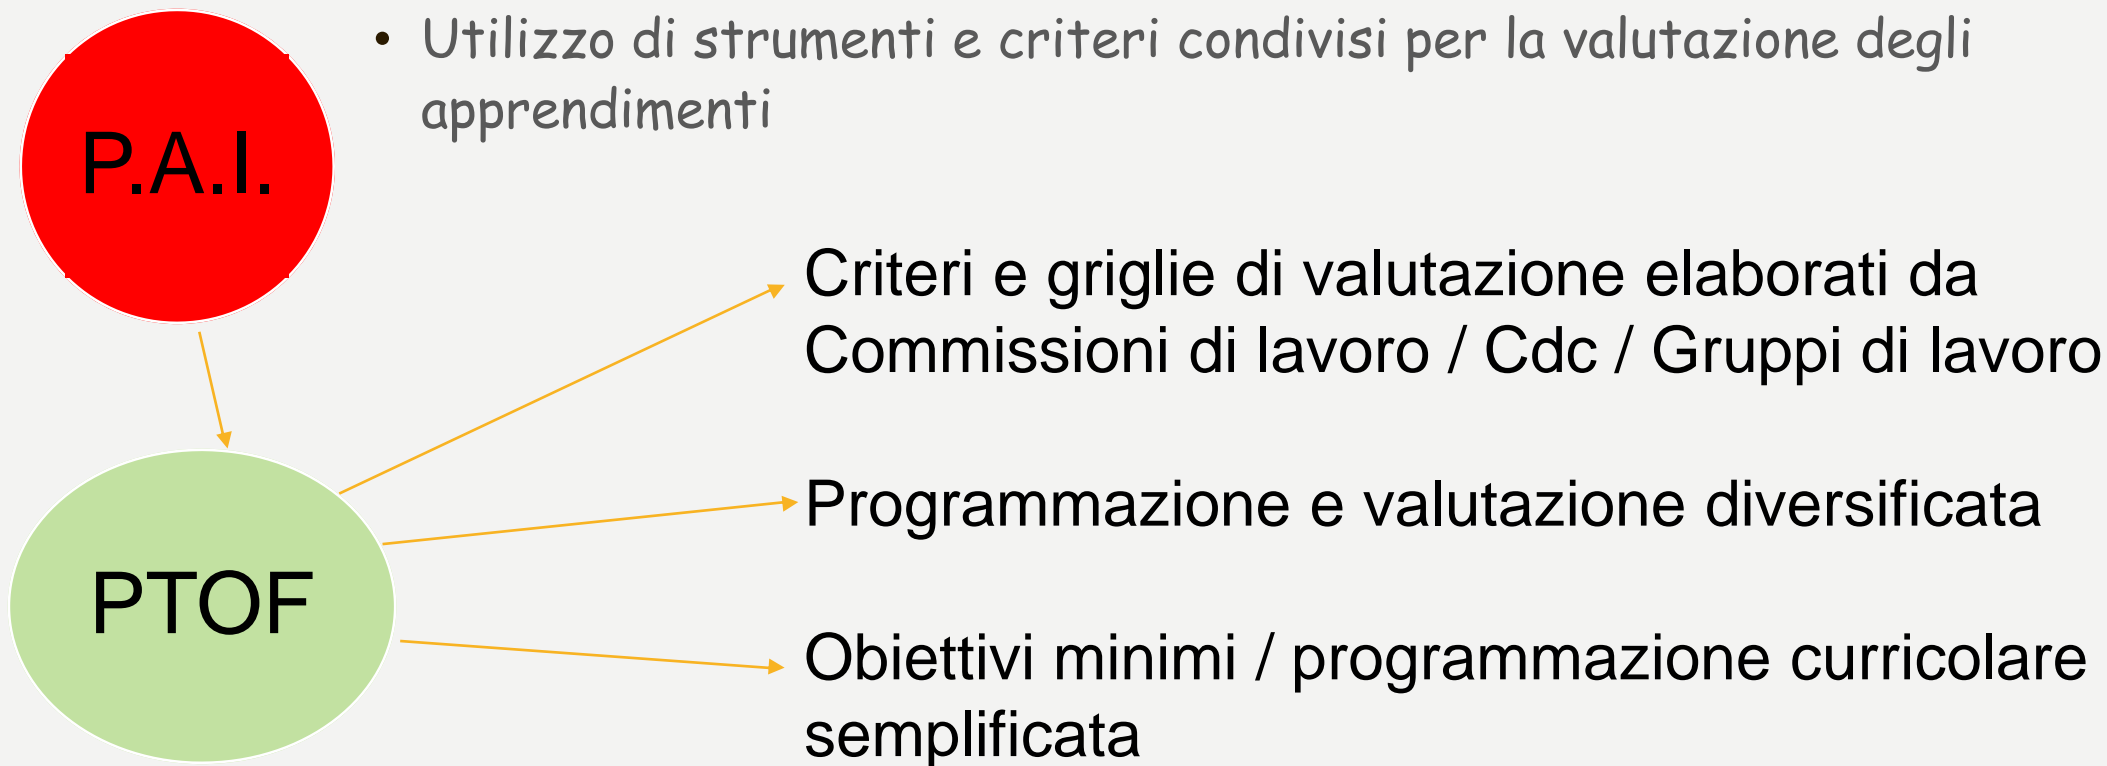 • Utilizzo di strumenti e criteri condivisi per la valutazione degli
apprendimenti
P.A.I.
Criteri e griglie di valutazione elaborati da
Commissioni di lavoro / Cdc / Gruppi di lavoro
Programmazione e valutazione diversificata
PTOF
Obiettivi minimi / programmazione curricolare
semplificata